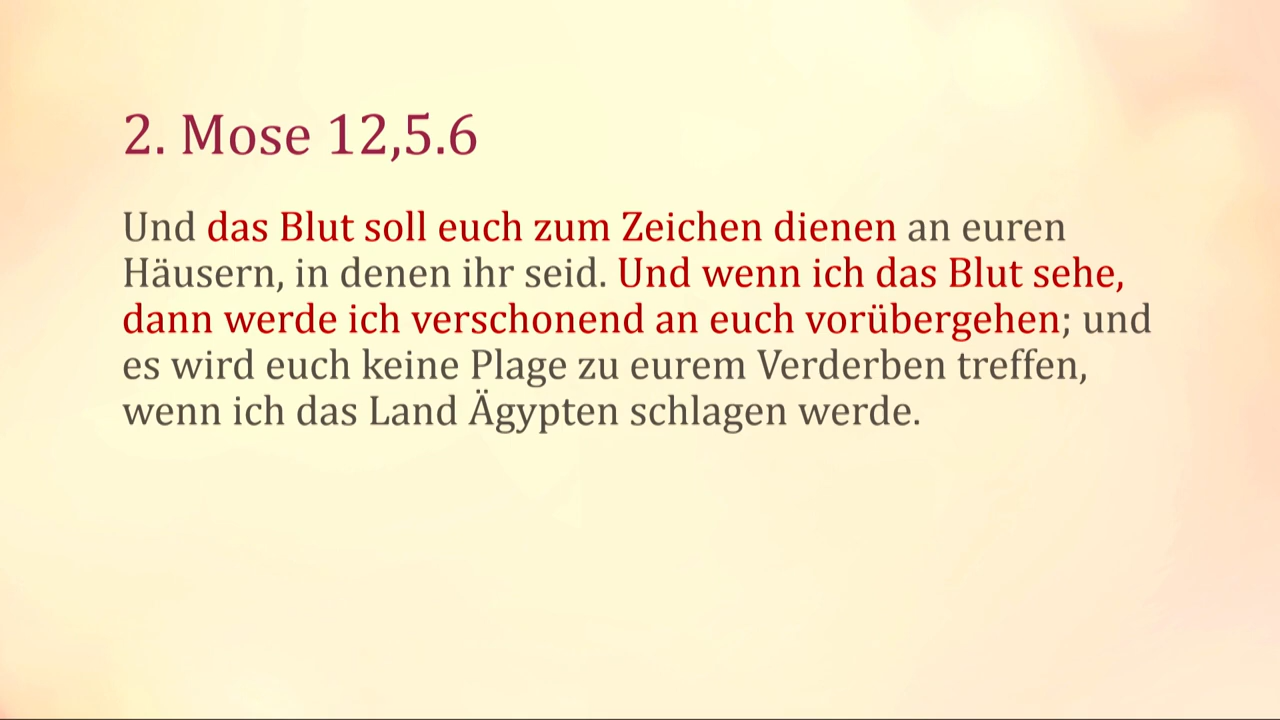 2. Mose 12,5.6
Und das Blut soll euch zum Zeichen dienen an euren
Häusern, in denen ihr seid. Und wenn ich das Blut sehe,
dann werde ich verschonend an euch vorübergehen; und
es wird euch keine Plage zu eurem Verderben treffen,
wenn ich das Land Ägypten schlagen werde.